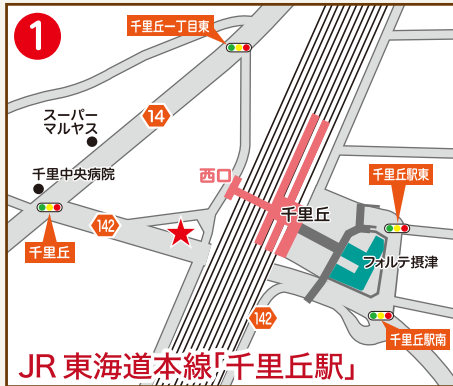 1
千里丘一丁目東
14
スーパー
マルヤス
千里中央病院
西口
千里丘駅東
千里丘
142
千里丘
フォルテ摂津
142
千里丘駅南
JR東海道本線「千里丘駅」